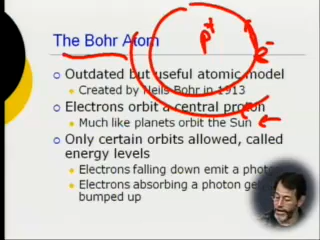 The Bohr Atom
p+
e-
Outdated but useful atomic model
Created by Neils Bohr in 1913
Electrons orbit a central proton
Much like planets orbit the Sun
Only certain orbits allowed, called
energy levels
Electrons falling down emit a photon
Electrons absorbing a photon get
bumped up